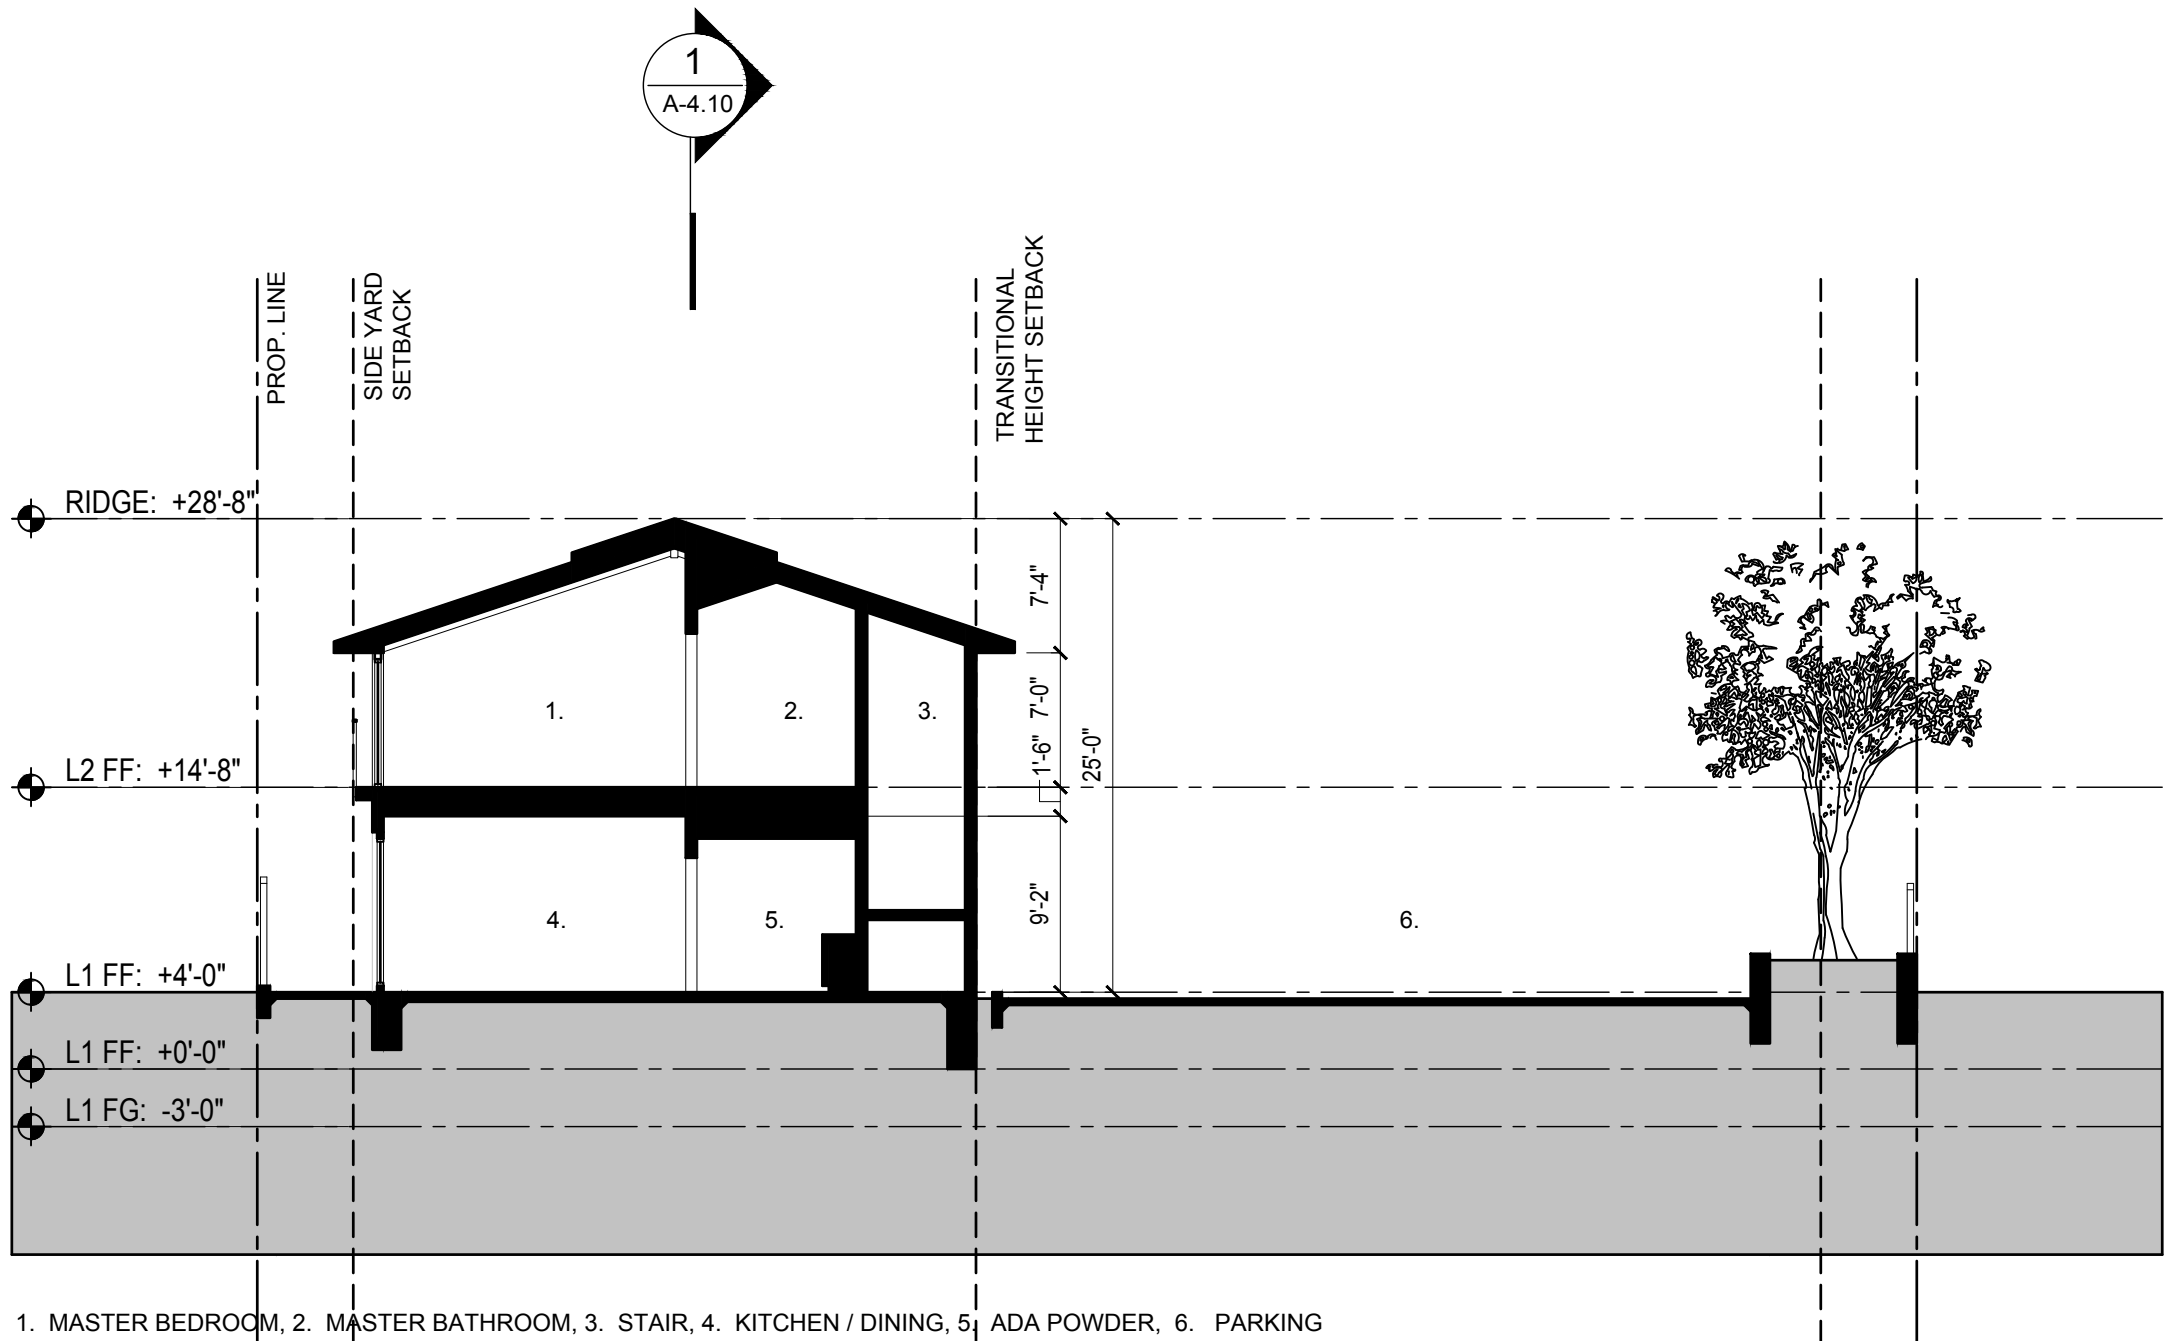 1
A-4.10
PROP. LINE
SIDE YARD
SETBACK
TRANSITIONAL
HEIGHT SETBACK
RIDGE: +28'-8"
7'-4"
1. 2. 3.
7'-0"
1'-6"
25'-0"
L2 FF: +14'-8"
4. 5. 6.
9'-2"
L1 FF: +4'-0"
L1 FF: +0'-0"
L1 FG: -3'-0"
1. MASTER BEDROOM, 2. MASTER BATHROOM, 3. STAIR, 4. KITCHEN / DINING, 5. ADA POWDER, 6. PARKING